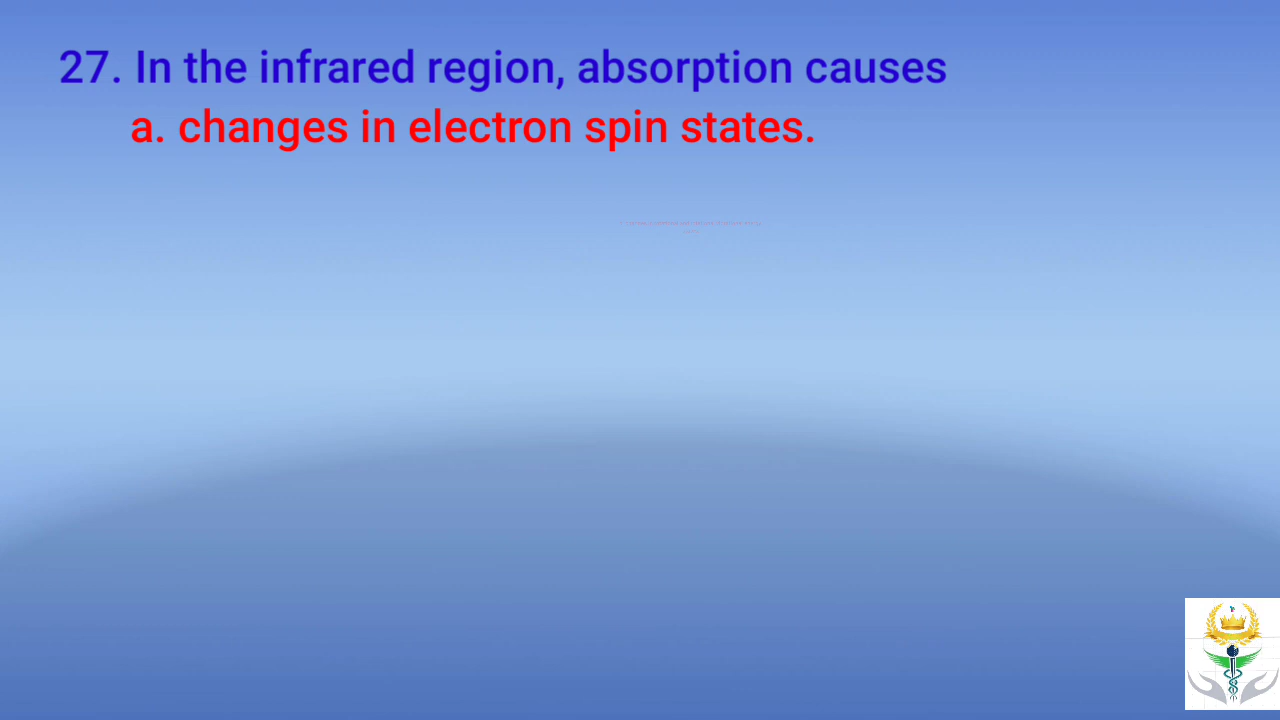 27. In the infrared region, absorption causes
a. changes in electron spin states.